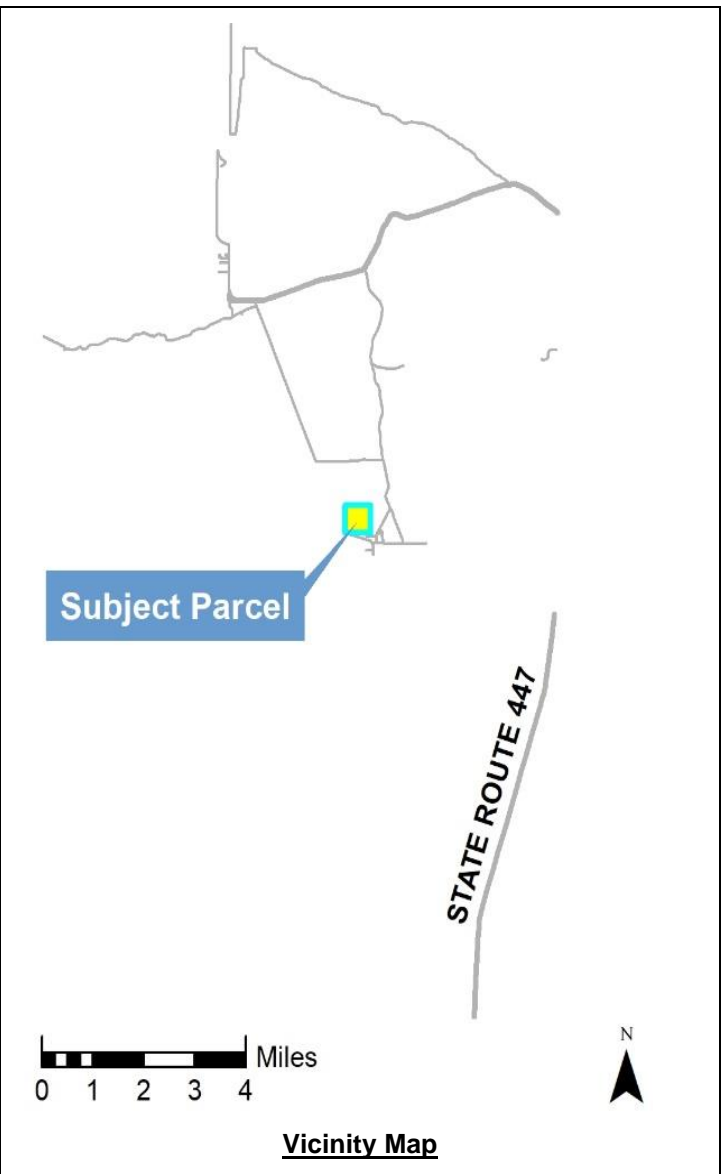 Subject Parcel
STATE ROUTE 447
Miles
0 1 2 3 4
N
Vicinity Map